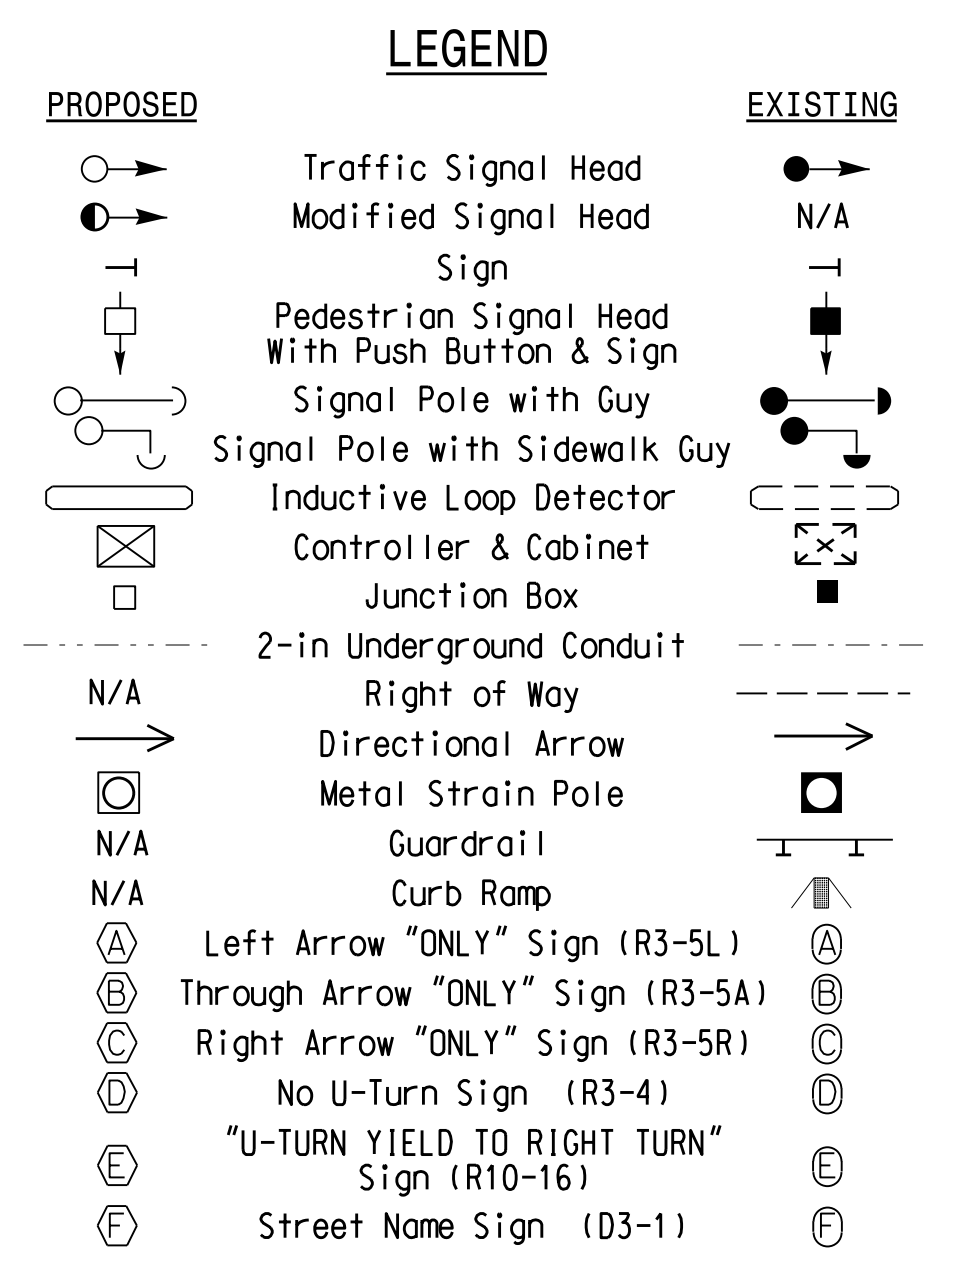 LEGEND
PROPOSED EXISTING
Traffic Signal Head
Modified Signal Head N/A
Sign
Pedestrian Signal Head
With Push Button & Sign
Signal Pole with Guy
Signal Pole with Sidewalk Guy
Inductive Loop Detector
Controller & Cabinet
Junction Box
2-in Underground Conduit
N/A Right of Way
Directional Arrow
Metal Strain Pole
N/A Guardrail
N/A Curb Ramp
A Left Arrow "ONLY" Sign (R3-5L) A
B Through Arrow "ONLY" Sign (R3-5A) B
C Right Arrow "ONLY" Sign (R3-5R) C
D No U-Turn Sign (R3-4) D
"U-TURN YIELD TO RIGHT TURN"
E Sign (R10-16) E
F Street Name Sign (D3-1) F